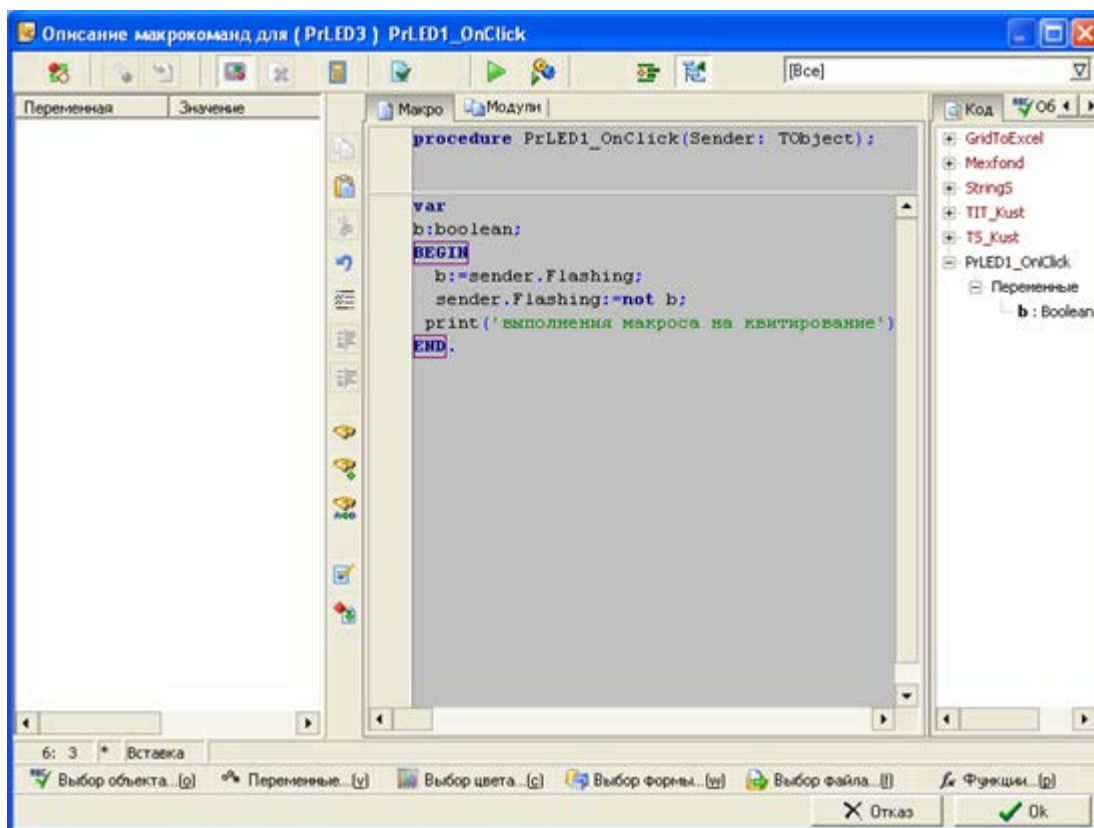 Описание макрокоманд для ( PrLED3 ) PrLED1_OnClick
[Все]
Переменная Значение
Макро Модули
Код Об
procedure PrLED1_OnClick(Sender: TObject);
var
b:boolean;
BEGIN
b:=sender.Flashing;
sender.Flashing:=not b;
print('выполнения макроса на квитирование')
END.
GridToExcel
Mexfond
StringS
TIT_Kust
TS_Kust
PrLED1_OnClick
Переменные
b : Boolean
6: 3 * Вставка
Выбор объекта...(o) Переменные...(v) Выбор цвета...(c) Выбор формы...(w) Выбор файла...(f) Функции...(p)
Отказ Ok